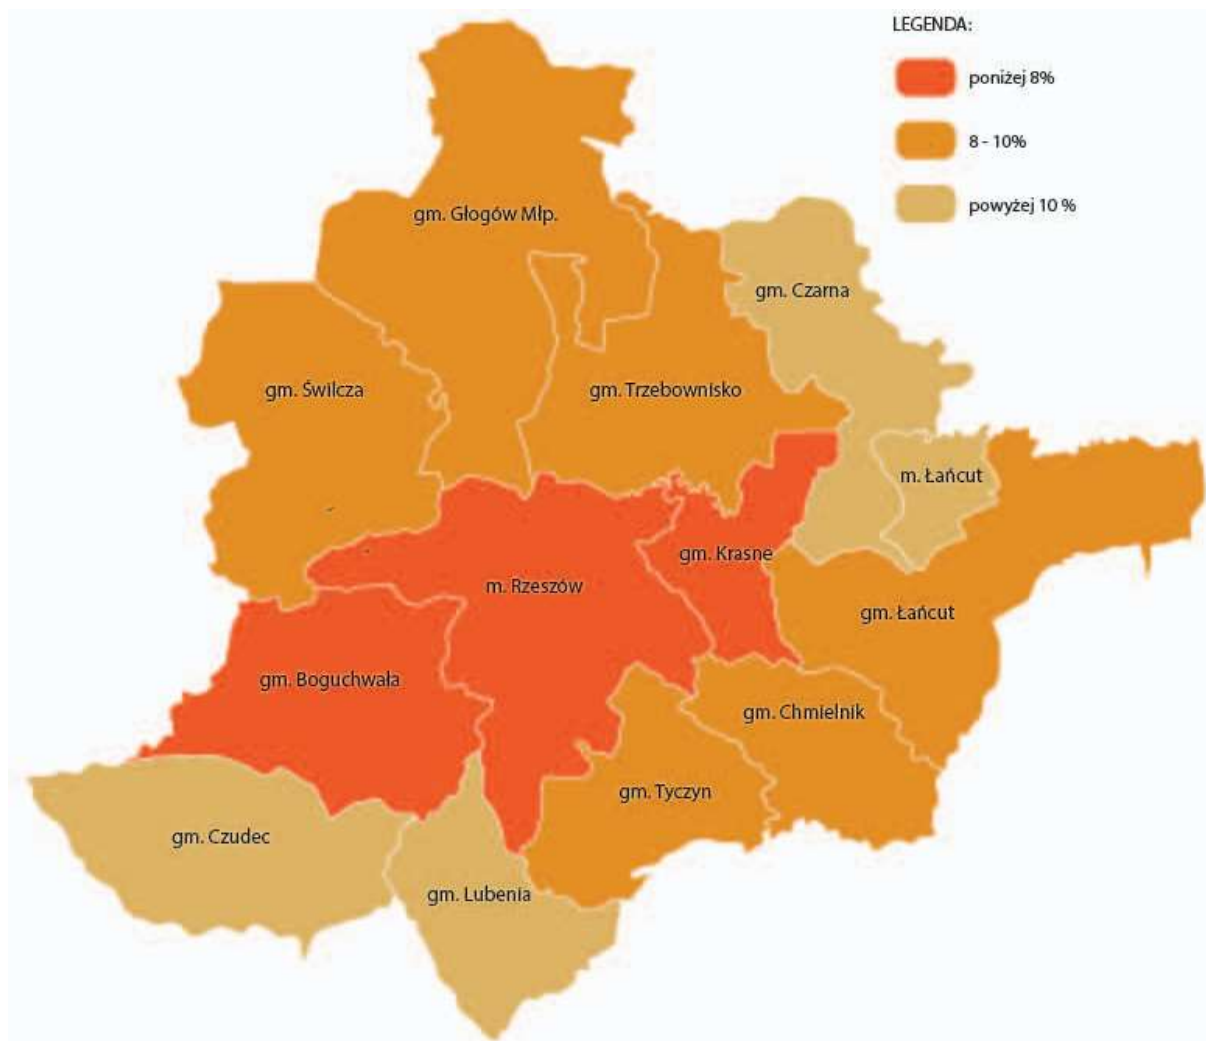 LEGENDA:
poniżej 8%
8 - 10%
powyżej 10 %
gm. Głogów Młp.
gm. Czarna
gm. Świlcza
gm. Trzebownisko
m. Łańcut
gm. Krasne
m. Rzeszów
gm. Łańcut
gm. Boguchwała
gm. Chmielnik
gm. Tyczyn
gm. Czudec
gm. Lubenia